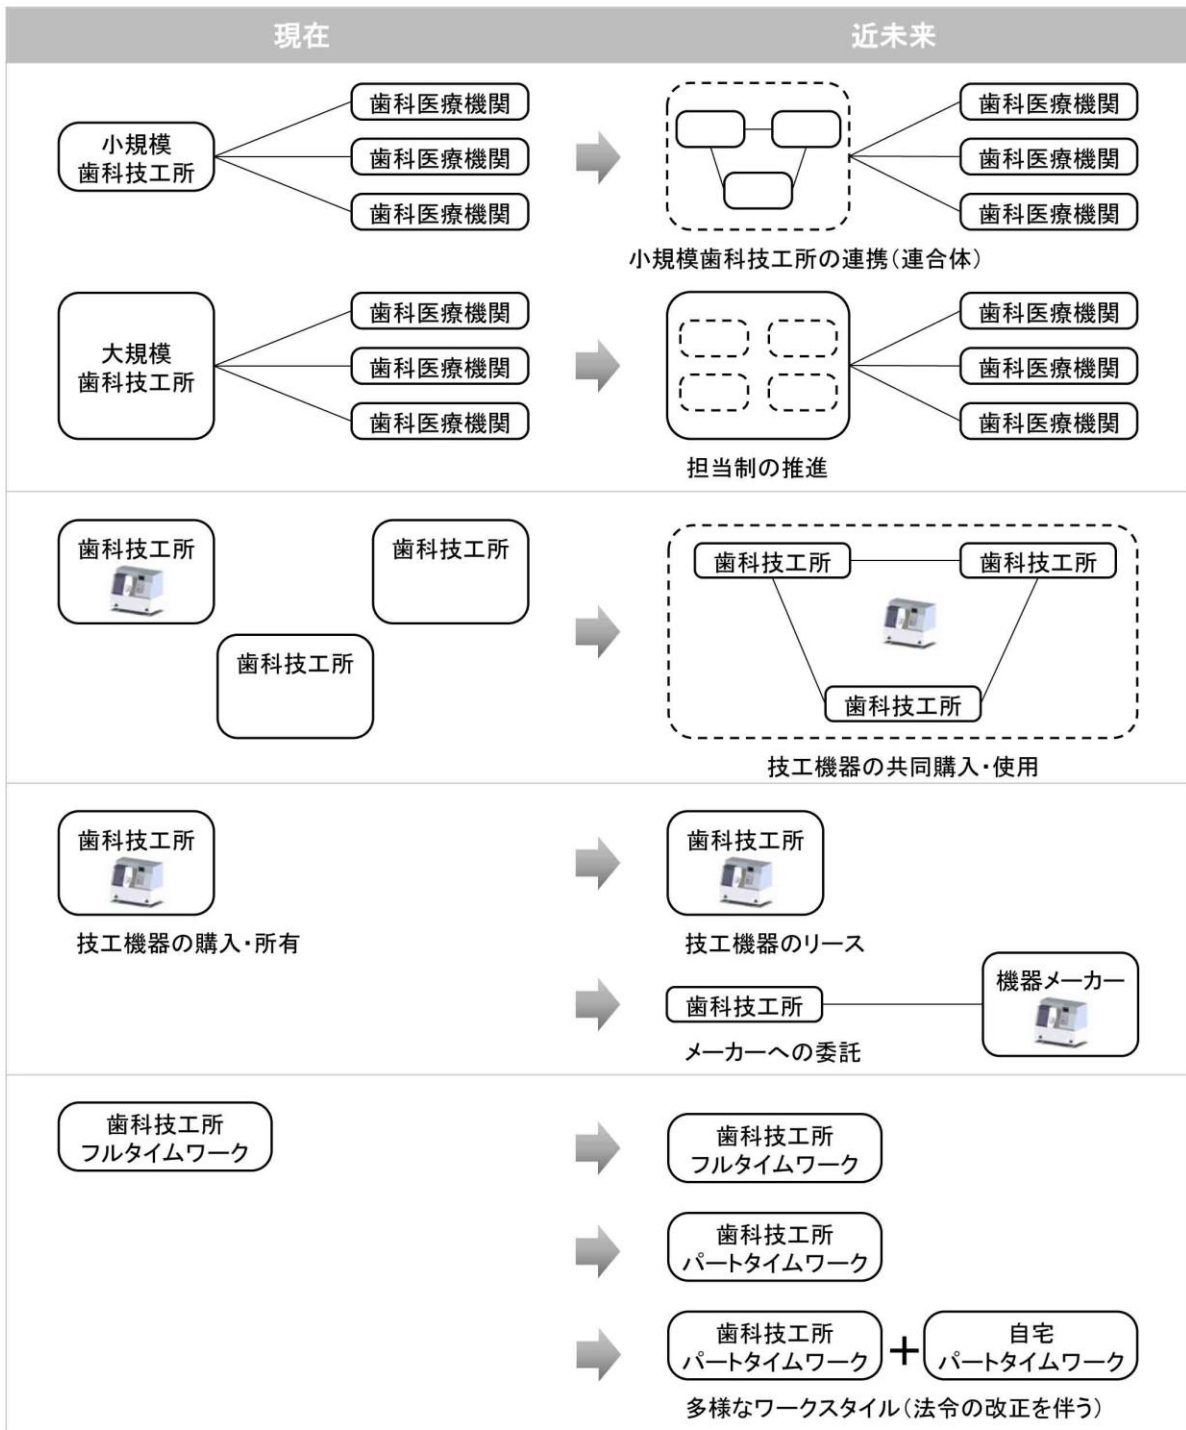 現在
近未来
小規模
歯科技工所
歯科医療機関
歯科医療機関
歯科医療機関
歯科医療機関
歯科医療機関
歯科医療機関
小規模歯科技工所の連携(連合体)
大規模
歯科技工所
歯科医療機関
歯科医療機関
歯科医療機関
歯科医療機関
歯科医療機関
歯科医療機関
担当制の推進
歯科技工所
歯科技工所
歯科技工所
歯科技工所
歯科技工所
歯科技工所
技工機器の共同購入・使用
歯科技工所
技工機器の購入・所有
歯科技工所
技工機器のリース
歯科技工所
機器メーカー
メーカーへの委託
歯科技工所
フルタイムワーク
歯科技工所
フルタイムワーク
歯科技工所
パートタイムワーク
歯科技工所
パートタイムワーク
+
自宅
パートタイムワーク
多様なワークスタイル(法令の改正を伴う)